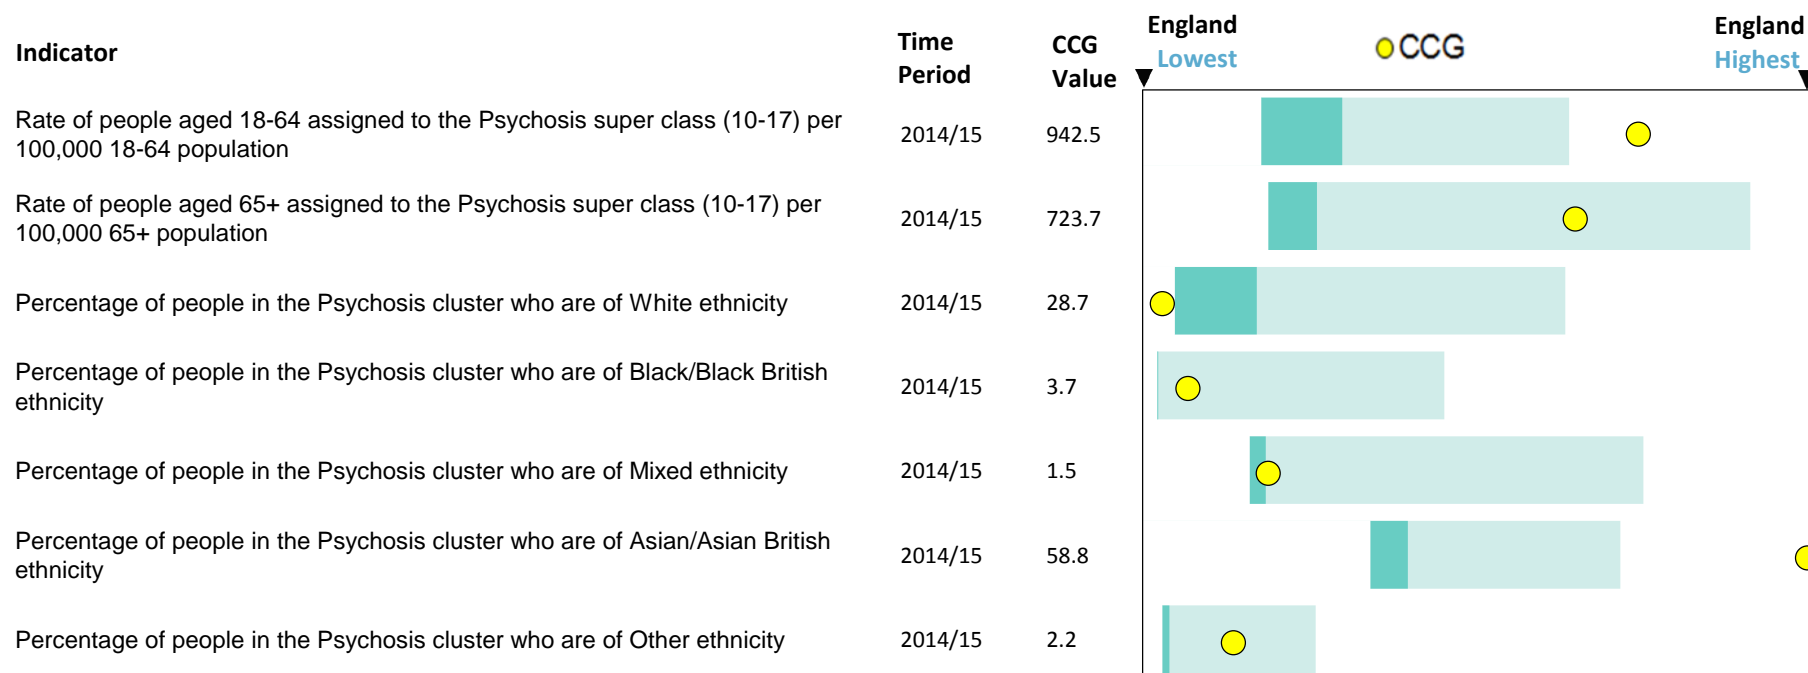 Indicator
Time
Period
CCG
Value
England
Lowest
CCG
England
Highest
Rate of people aged 18-64 assigned to the Psychosis super class (10-17) per
100,000 18-64 population
2014/15
942.5
Rate of people aged 65+ assigned to the Psychosis super class (10-17) per
100,000 65+ population
2014/15
723.7
Percentage of people in the Psychosis cluster who are of White ethnicity
2014/15
28.7
Percentage of people in the Psychosis cluster who are of Black/Black British
ethnicity
2014/15
3.7
Percentage of people in the Psychosis cluster who are of Mixed ethnicity
2014/15
1.5
Percentage of people in the Psychosis cluster who are of Asian/Asian British
ethnicity
2014/15
58.8
Percentage of people in the Psychosis cluster who are of Other ethnicity
2014/15
2.2